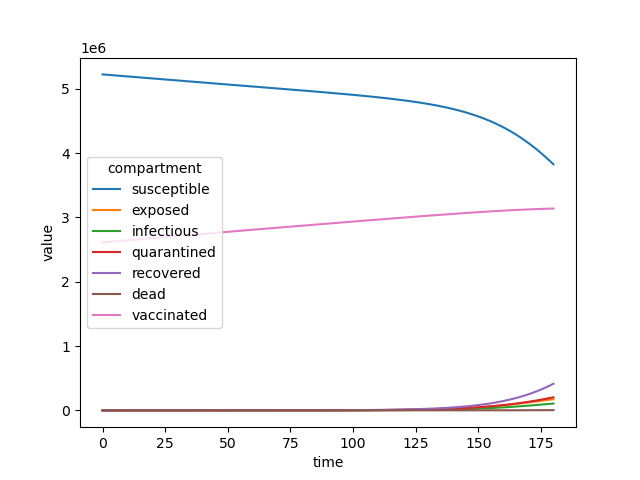 1e6
5
4
3
2
1
0
value
compartment
susceptible
exposed
infectious
quarantined
recovered
dead
vaccinated
0 25 50 75 100 125 150 175
time